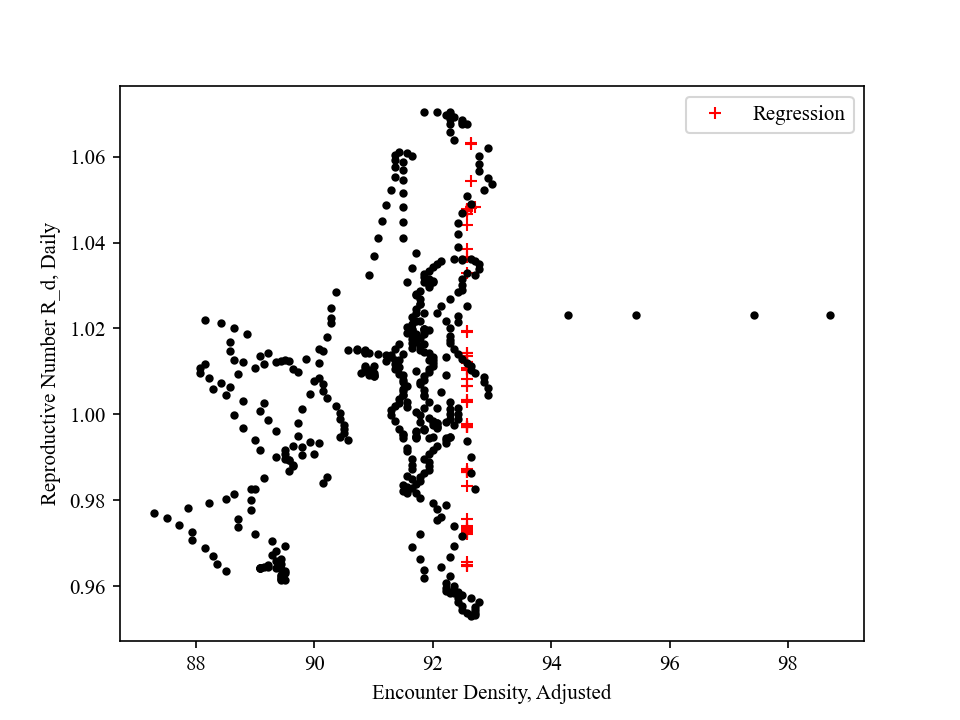 Regression
Reproductive Number R_d, Daily
1.06
1.04
1.02
1.00
0.98
0.96
88 90 92 94 96 98
Encounter Density, Adjusted